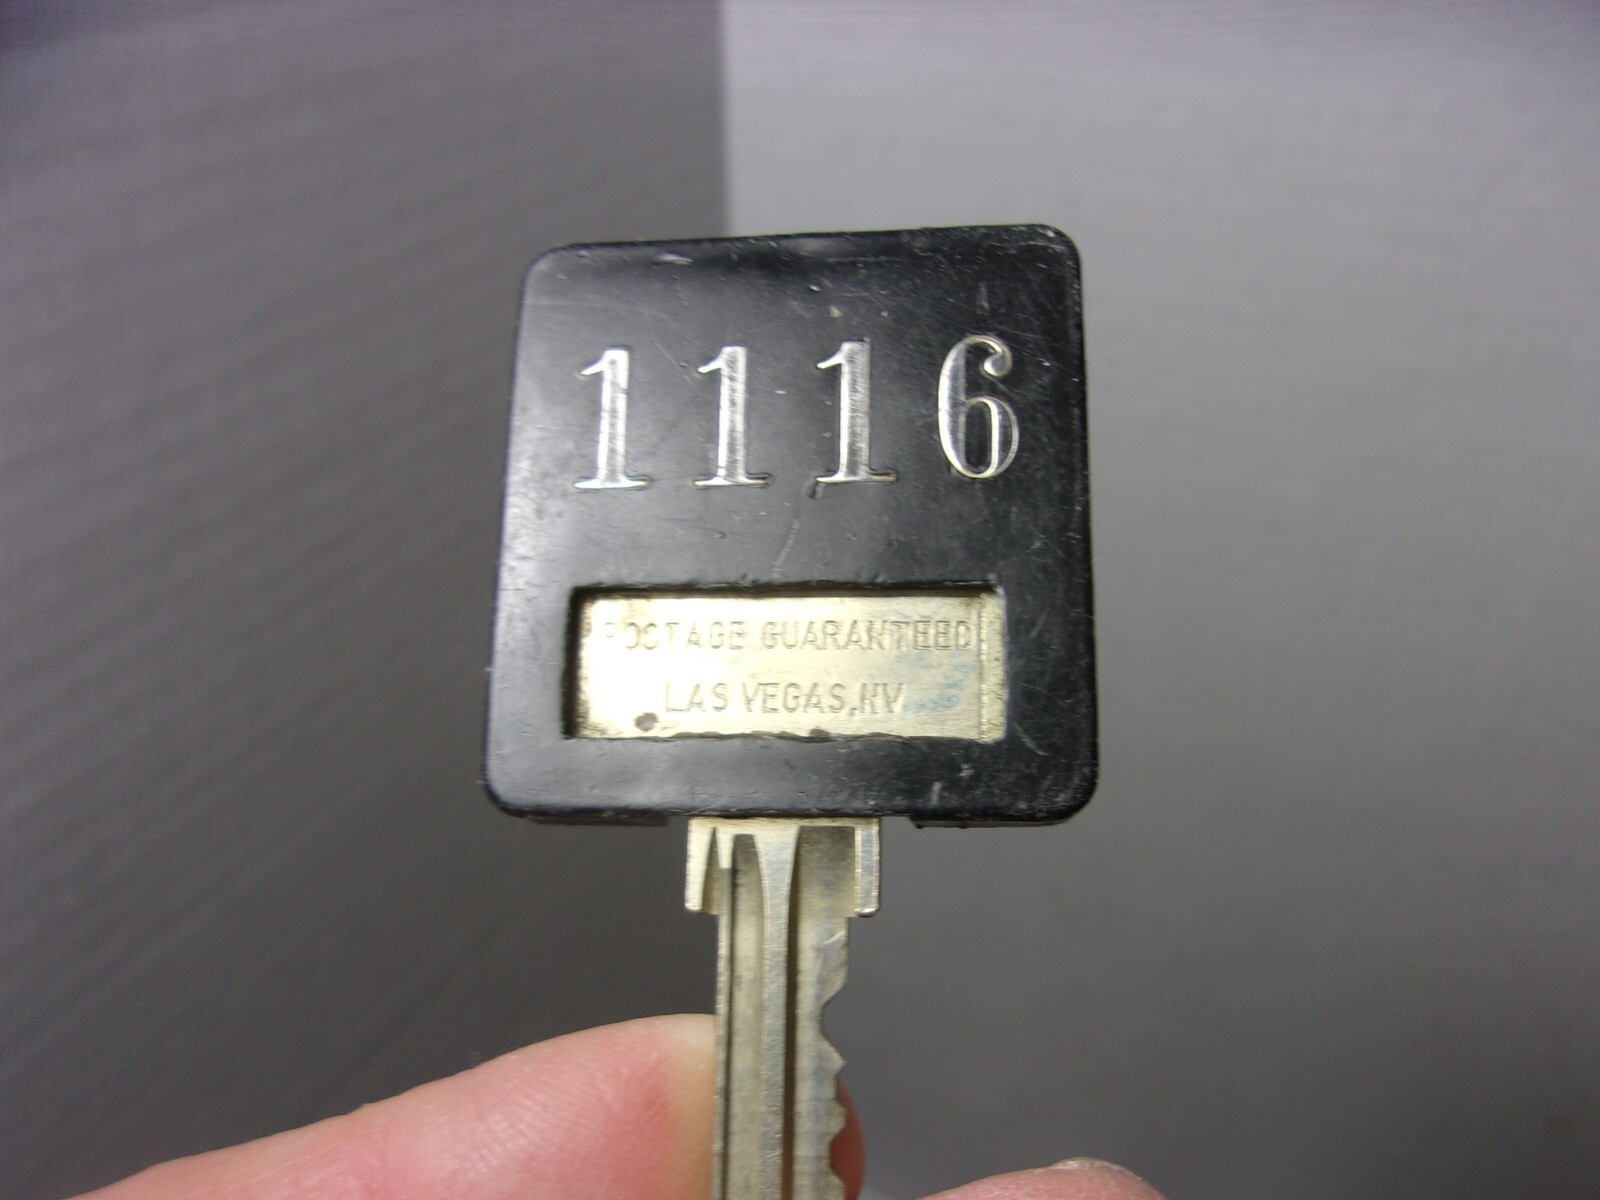 1116
POSTAGE GUARANTEED
LAS VEGAS, NV